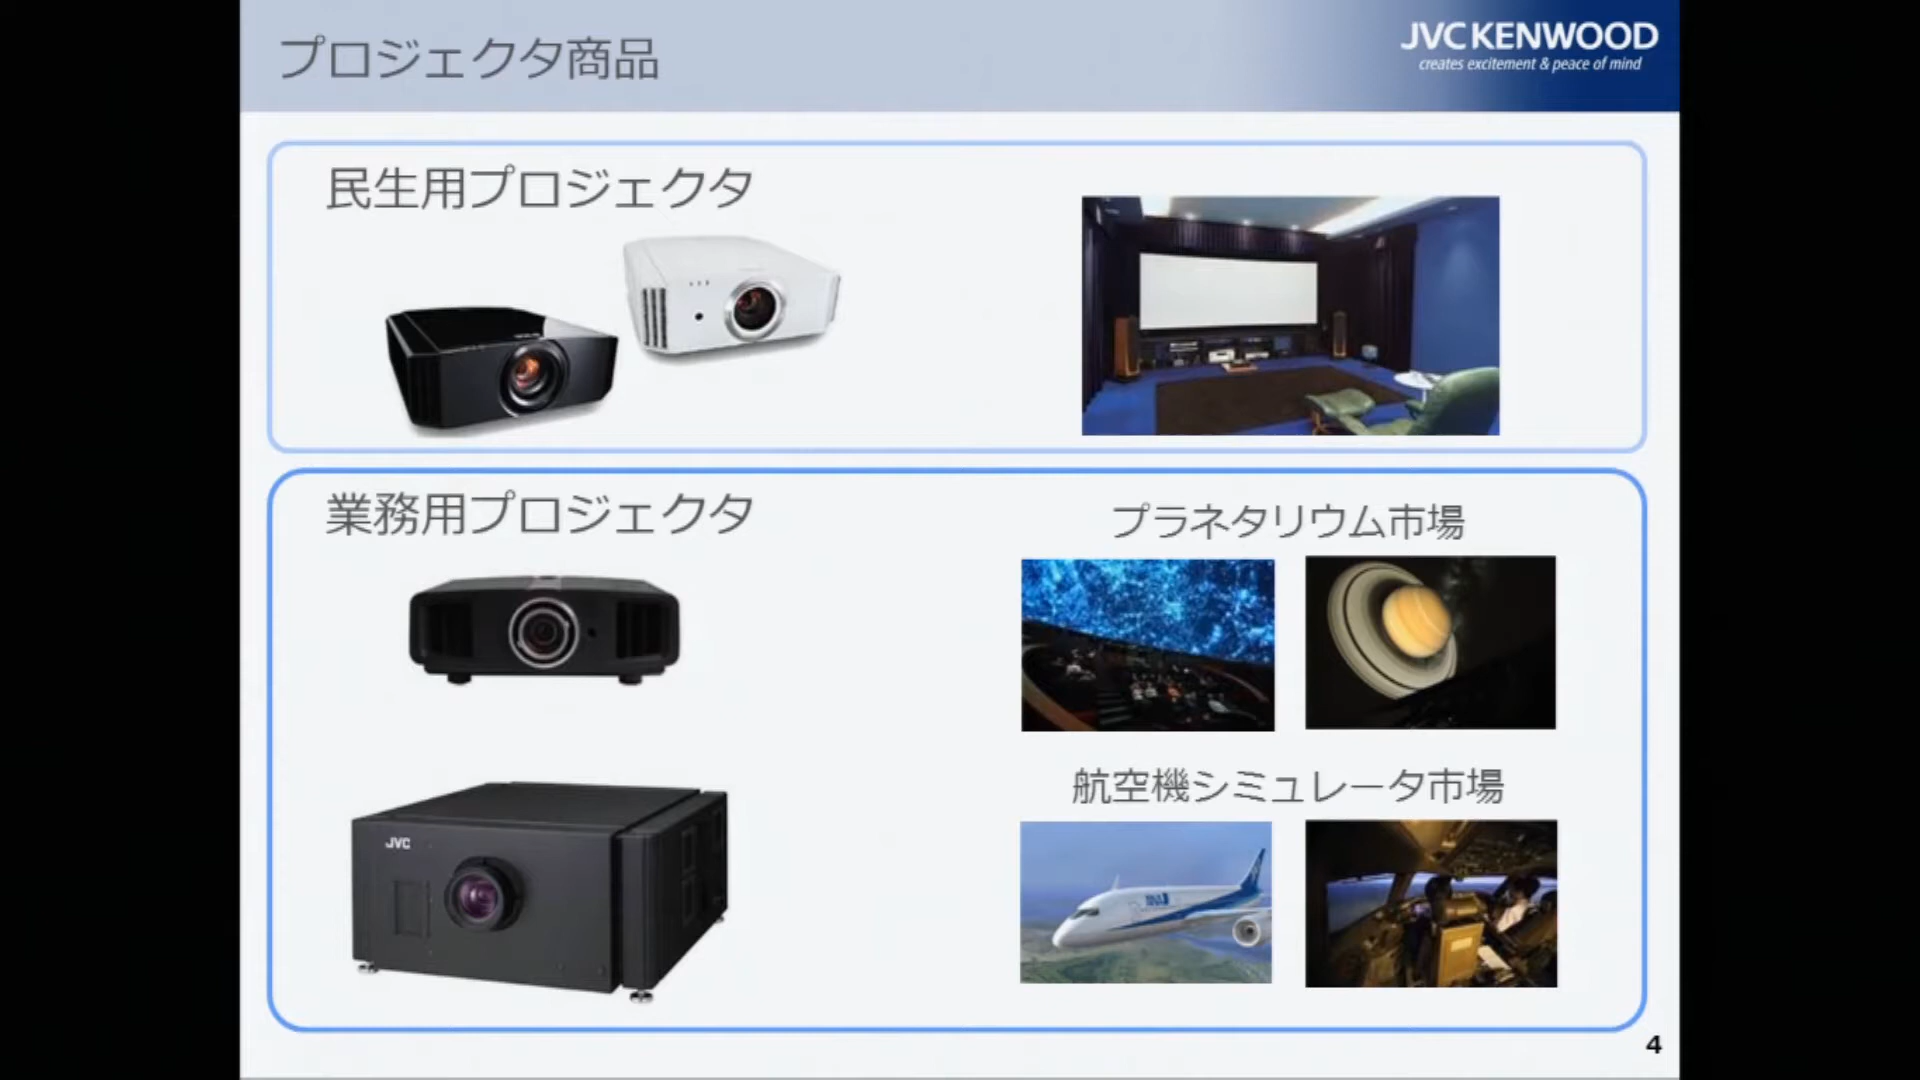 プロジェクタ商品
JVCKENWOOD
creates excitement & peace of mind
民生用プロジェクタ
業務用プロジェクタ
プラネタリウム市場
JVC
航空機シミュレータ市場
ANA
4